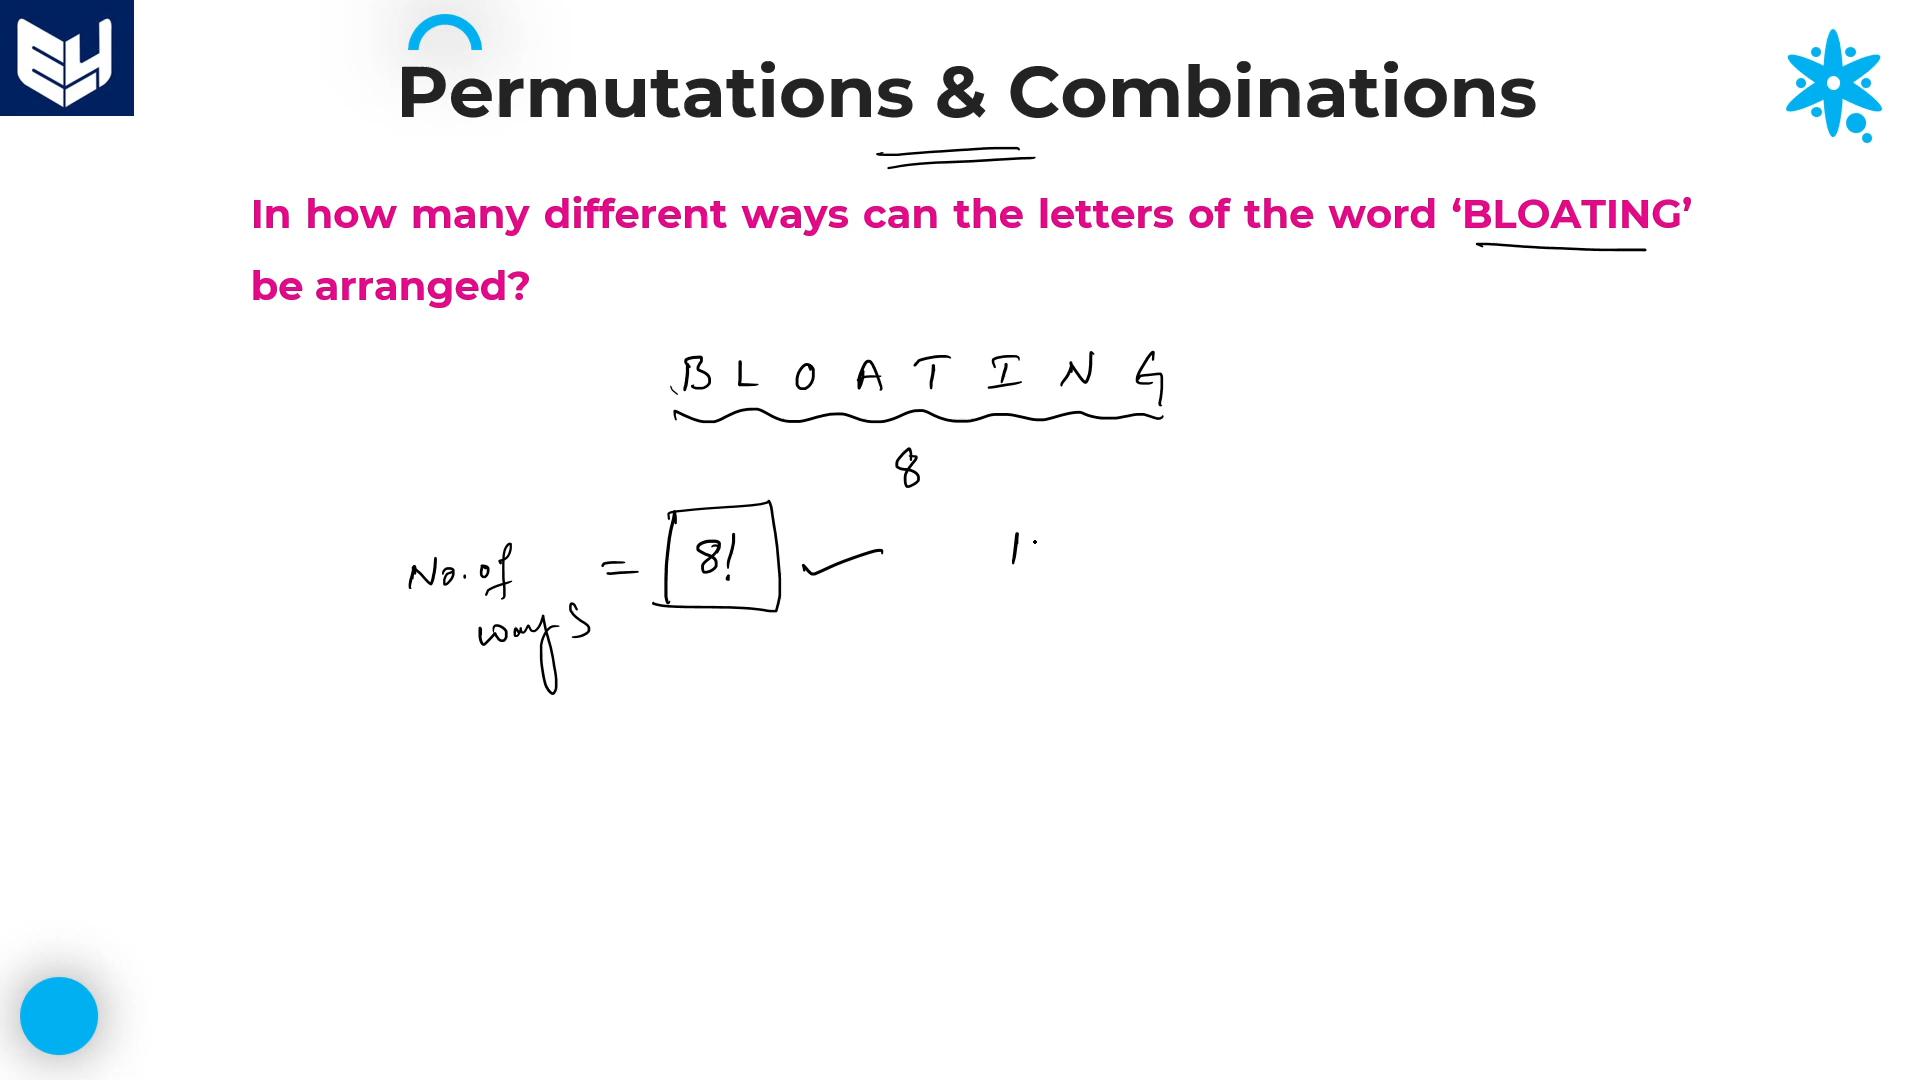 Permutations & Combinations
In how many different ways can the letters of the word ‘BLOATING’
be arranged?
B L O A T I N G
8
No. of ways = 8!
1.